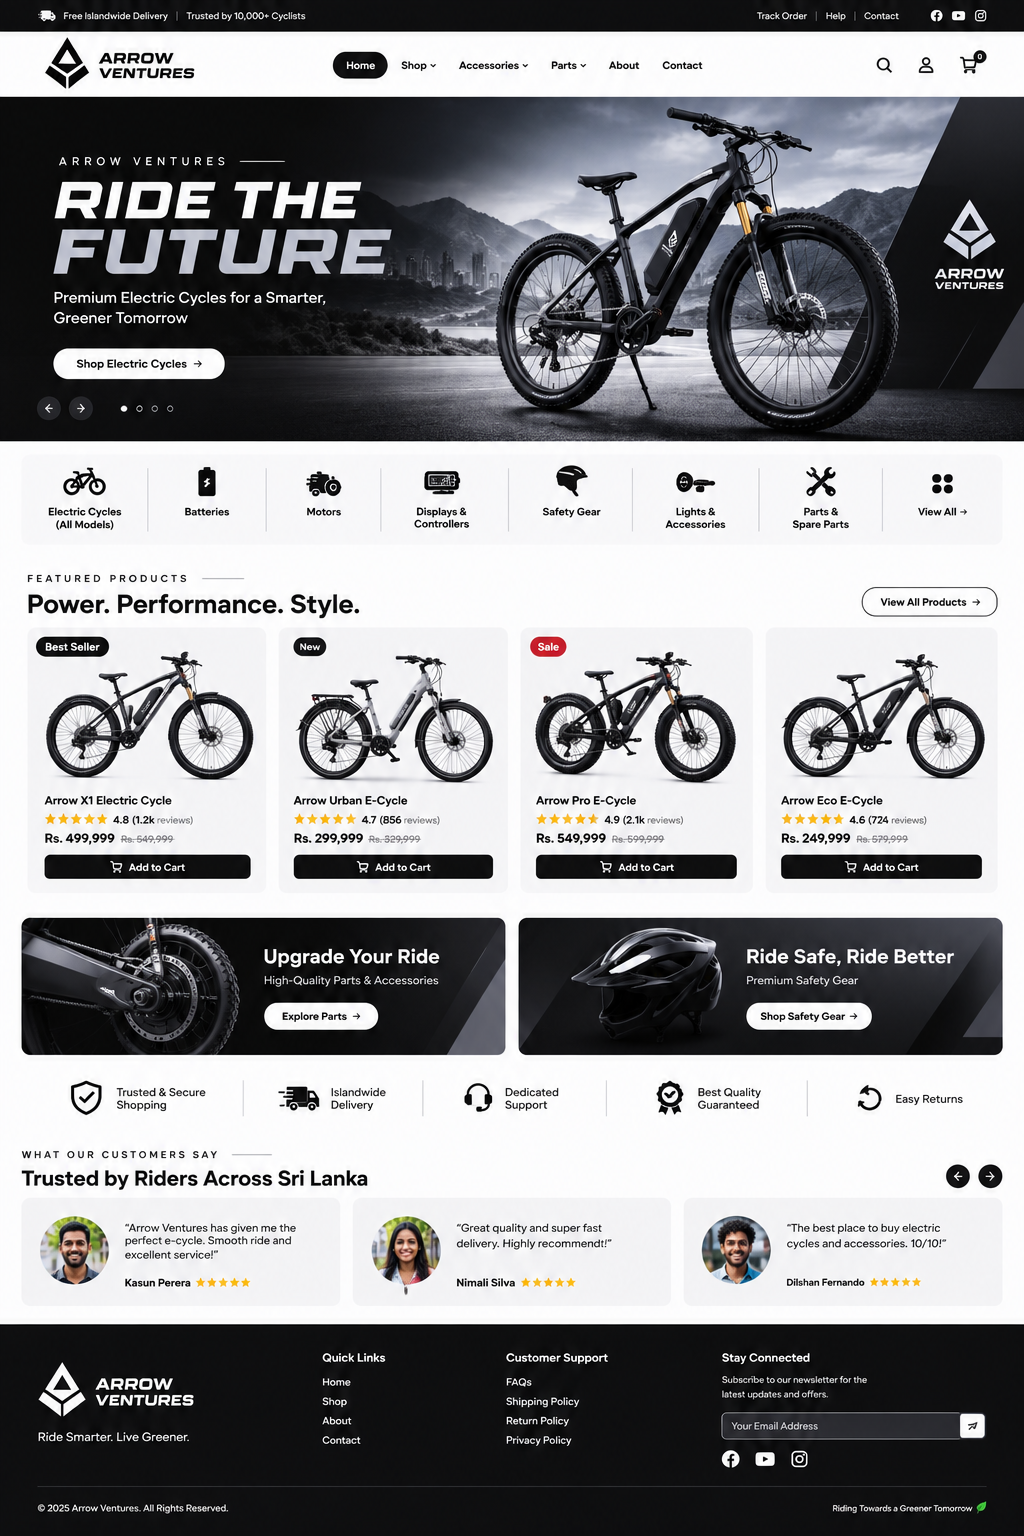 Free Islandwide Delivery | Trusted by 10,000+ Cyclists
Track Order | Help | Contact
ARROW
VENTURES
Home
Shop
Accessories
Parts
About
Contact
0
ARROW VENTURES
RIDE THE
FUTURE
Premium Electric Cycles for a Smarter,
Greener Tomorrow
Shop Electric Cycles →
ARROW
VENTURES
Electric Cycles
(All Models)
Batteries
Motors
Displays &
Controllers
Safety Gear
Lights &
Accessories
Parts &
Spare Parts
View All →
FEATURED PRODUCTS
Power. Performance. Style.
View All Products →
Best Seller
Arrow X1 Electric Cycle
4.8 (1.2k reviews)
Rs. 499,999 Rs. 549,999
Add to Cart
New
Arrow Urban E-Cycle
4.7 (856 reviews)
Rs. 299,999 Rs. 329,999
Add to Cart
Sale
Arrow Pro E-Cycle
4.9 (2.1k reviews)
Rs. 549,999 Rs. 599,999
Add to Cart
Arrow Eco E-Cycle
4.6 (724 reviews)
Rs. 249,999 Rs. 579,999
Add to Cart
Upgrade Your Ride
High-Quality Parts & Accessories
Explore Parts →
Ride Safe, Ride Better
Premium Safety Gear
Shop Safety Gear →
Trusted & Secure
Shopping
Islandwide
Delivery
Dedicated
Support
Best Quality
Guaranteed
Easy Returns
WHAT OUR CUSTOMERS SAY
Trusted by Riders Across Sri Lanka
“Arrow Ventures has given me the
perfect e-cycle. Smooth ride and
excellent service!”
Kasun Perera
“Great quality and super fast
delivery. Highly recommend!”
Nimali Silva
“The best place to buy electric
cycles and accessories. 10/10!”
Dilshan Fernando
ARROW
VENTURES
Ride Smarter. Live Greener.
Quick Links
Home
Shop
About
Contact
Customer Support
FAQs
Shipping Policy
Return Policy
Privacy Policy
Stay Connected
Subscribe to our newsletter for the
latest updates and offers.
Your Email Address
© 2025 Arrow Ventures. All Rights Reserved.
Riding Towards a Greener Tomorrow